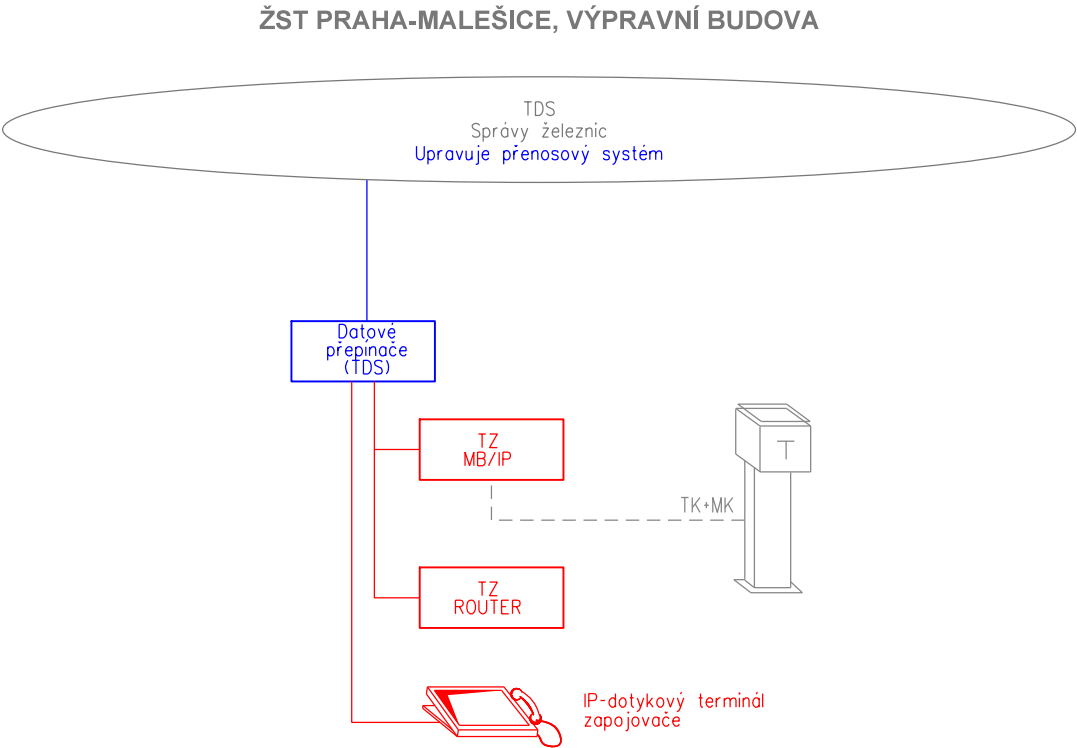 ŽST PRAHA-MALEŠICE, VÝPRAVNÍ BUDOVA
TDS
Správy železnic
Upravuje přenosový systém
Datové
přepínače
(TDS)
TZ
MB/IP
T
TK+MK
TZ
ROUTER
IP-dotykový terminál
zapojovače